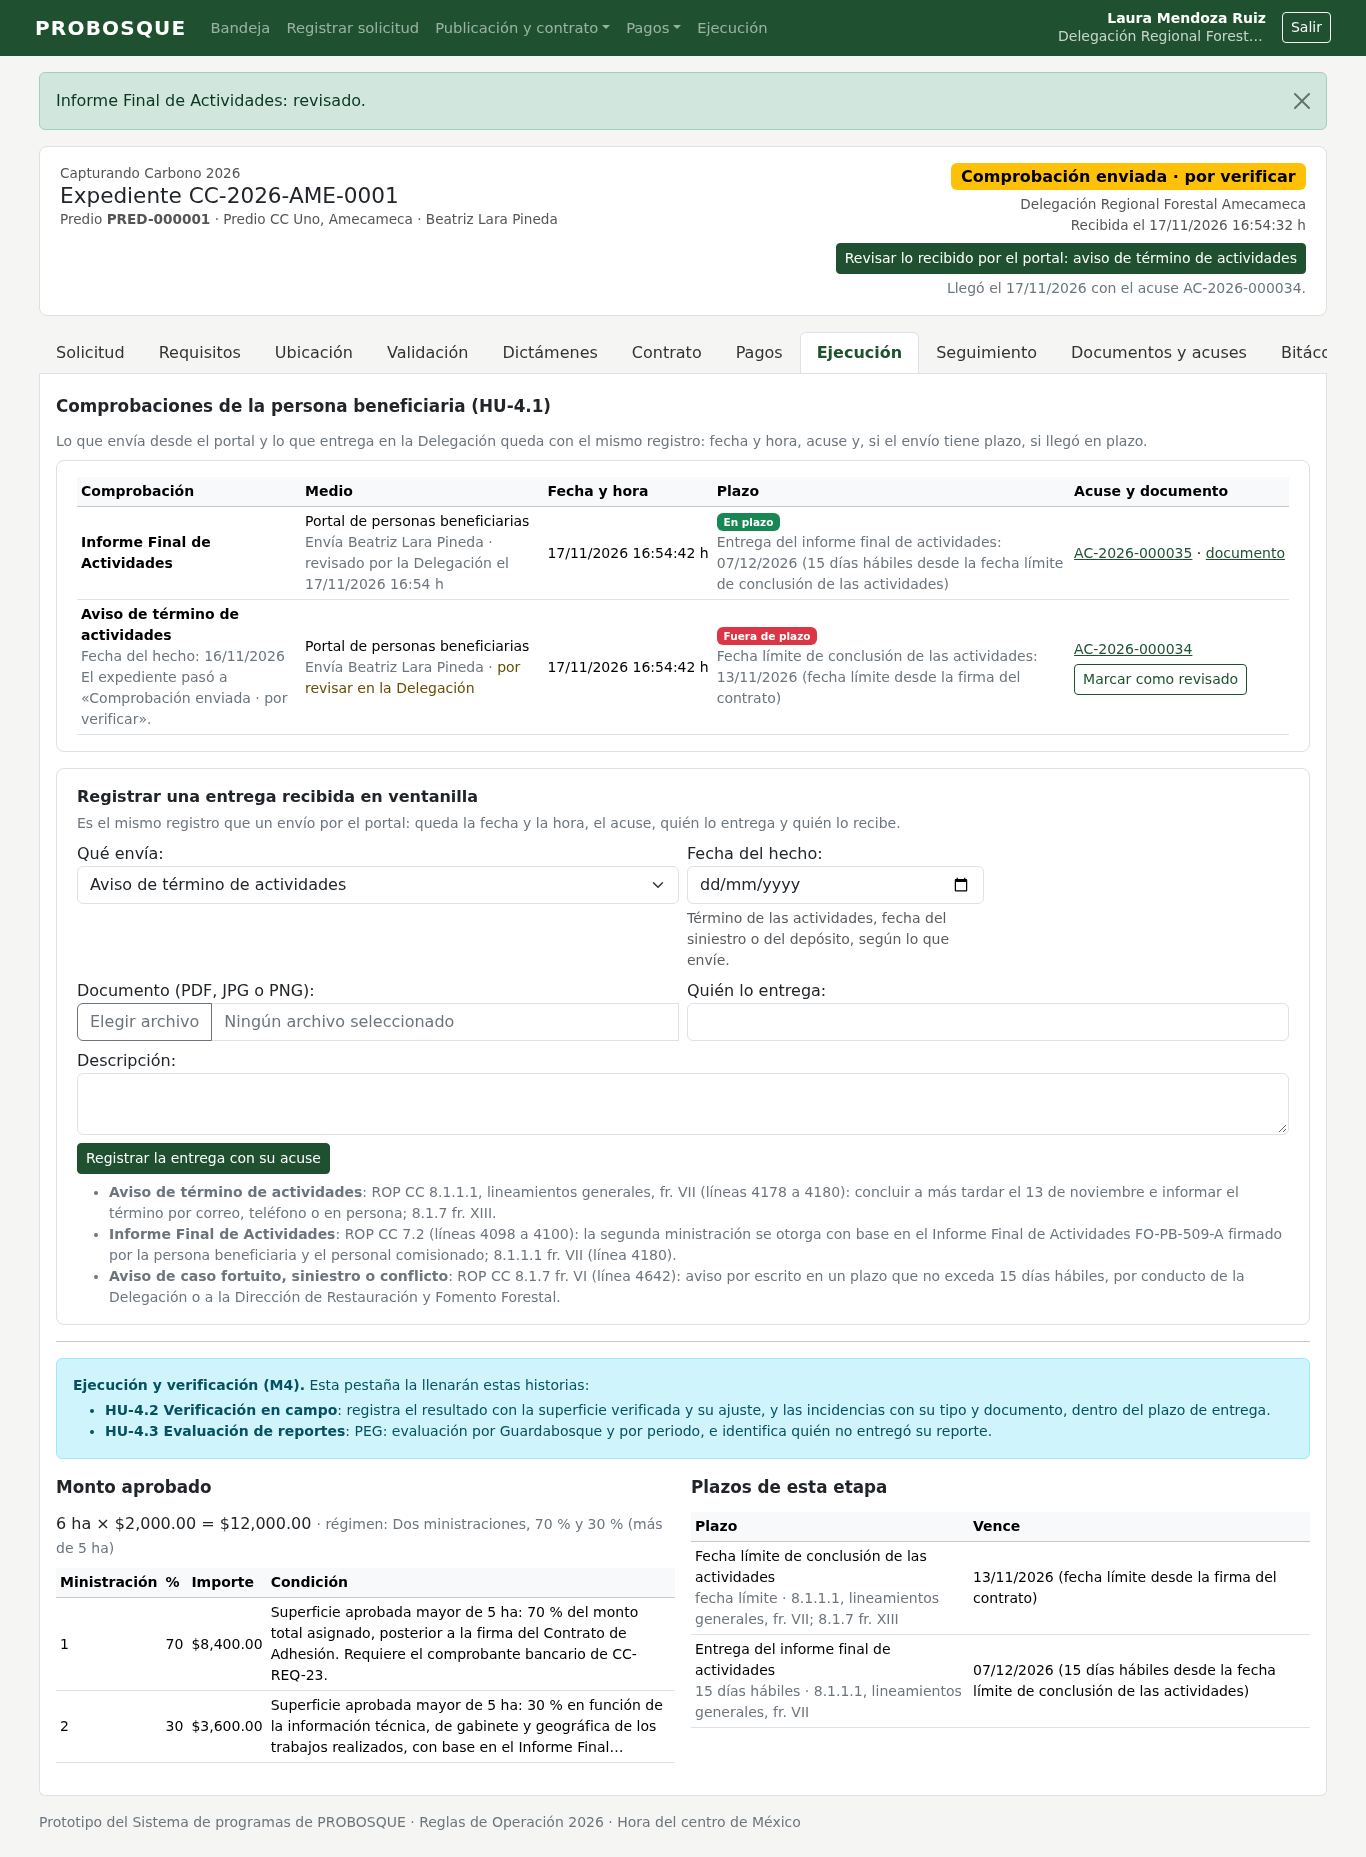 PROBOSQUE
Bandeja
Registrar solicitud
Publicación y contrato
Pagos
Ejecución
Laura Mendoza Ruiz
Delegación Regional Forest…
Salir
Informe Final de Actividades: revisado.
Capturando Carbono 2026
Expediente CC-2026-AME-0001
Predio PRED-000001 · Predio CC Uno, Amecameca · Beatriz Lara Pineda
Comprobación enviada · por verificar
Delegación Regional Forestal Amecameca
Recibida el 17/11/2026 16:54:32 h
Revisar lo recibido por el portal: aviso de término de actividades
Llegó el 17/11/2026 con el acuse AC-2026-000034.
Solicitud
Requisitos
Ubicación
Validación
Dictámenes
Contrato
Pagos
Ejecución
Seguimiento
Documentos y acuses
Comprobaciones de la persona beneficiaria (HU-4.1)
Lo que envía desde el portal y lo que entrega en la Delegación queda con el mismo registro: fecha y hora, acuse y, si el envío tiene plazo, si llegó en plazo.
Comprobación
Medio
Fecha y hora
Plazo
Acuse y documento
Informe Final de
Actividades
Portal de personas beneficiarias
Envía Beatriz Lara Pineda ·
revisado por la Delegación el
17/11/2026 16:54 h
17/11/2026 16:54:42 h
En plazo
Entrega del informe final de actividades:
07/12/2026 (15 días hábiles desde la fecha límite
de conclusión de las actividades)
AC-2026-000035 · documento
Aviso de término de
actividades
Fecha del hecho: 16/11/2026
El expediente pasó a
«Comprobación enviada · por
verificar».
Portal de personas beneficiarias
Envía Beatriz Lara Pineda · por
revisar en la Delegación
17/11/2026 16:54:42 h
Fuera de plazo
Fecha límite de conclusión de las actividades:
13/11/2026 (fecha límite desde la firma del
contrato)
AC-2026-000034
Marcar como revisado
Registrar una entrega recibida en ventanilla
Es el mismo registro que un envío por el portal: queda la fecha y la hora, el acuse, quién lo entrega y quién lo recibe.
Qué envía:
Aviso de término de actividades
Fecha del hecho:
dd/mm/yyyy
Término de las actividades, fecha del
siniestro o del depósito, según lo que
envíe.
Documento (PDF, JPG o PNG):
Elegir archivo
Ningún archivo seleccionado
Quién lo entrega:
Descripción:
Registrar la entrega con su acuse
• Aviso de término de actividades: ROP CC 8.1.1.1, lineamientos generales, fr. VII (líneas 4178 a 4180): concluir a más tardar el 13 de noviembre e informar el
término por correo, teléfono o en persona; 8.1.7 fr. XIII.
• Informe Final de Actividades: ROP CC 7.2 (líneas 4098 a 4100): la segunda ministración se otorga con base en el Informe Final de Actividades FO-PB-509-A firmado
por la persona beneficiaria y el personal comisionado; 8.1.1.1 fr. VII (línea 4180).
• Aviso de caso fortuito, siniestro o conflicto: ROP CC 8.1.7 fr. VI (línea 4642): aviso por escrito en un plazo que no exceda 15 días hábiles, por conducto de la
Delegación o a la Dirección de Restauración y Fomento Forestal.
Ejecución y verificación (M4). Esta pestaña la llenarán estas historias:
• HU-4.2 Verificación en campo: registra el resultado con la superficie verificada y su ajuste, y las incidencias con su tipo y documento, dentro del plazo de entrega.
• HU-4.3 Evaluación de reportes: PEG: evaluación por Guardabosque y por periodo, e identifica quién no entregó su reporte.
Monto aprobado
6 ha × $2,000.00 = $12,000.00 · régimen: Dos ministraciones, 70 % y 30 % (más
de 5 ha)
Ministración
%
Importe
Condición
1
70
$8,400.00
Superficie aprobada mayor de 5 ha: 70 % del monto
total asignado, posterior a la firma del Contrato de
Adhesión. Requiere el comprobante bancario de CC-
REQ-23.
2
30
$3,600.00
Superficie aprobada mayor de 5 ha: 30 % en función de
la información técnica, de gabinete y geográfica de los
trabajos realizados, con base en el Informe Final…
Plazos de esta etapa
Plazo
Vence
Fecha límite de conclusión de las
actividades
fecha límite · 8.1.1.1, lineamientos
generales, fr. VII; 8.1.7 fr. XIII
13/11/2026 (fecha límite desde la firma del
contrato)
Entrega del informe final de
actividades
15 días hábiles · 8.1.1.1, lineamientos
generales, fr. VII
07/12/2026 (15 días hábiles desde la fecha
límite de conclusión de las actividades)
Prototipo del Sistema de programas de PROBOSQUE · Reglas de Operación 2026 · Hora del centro de México